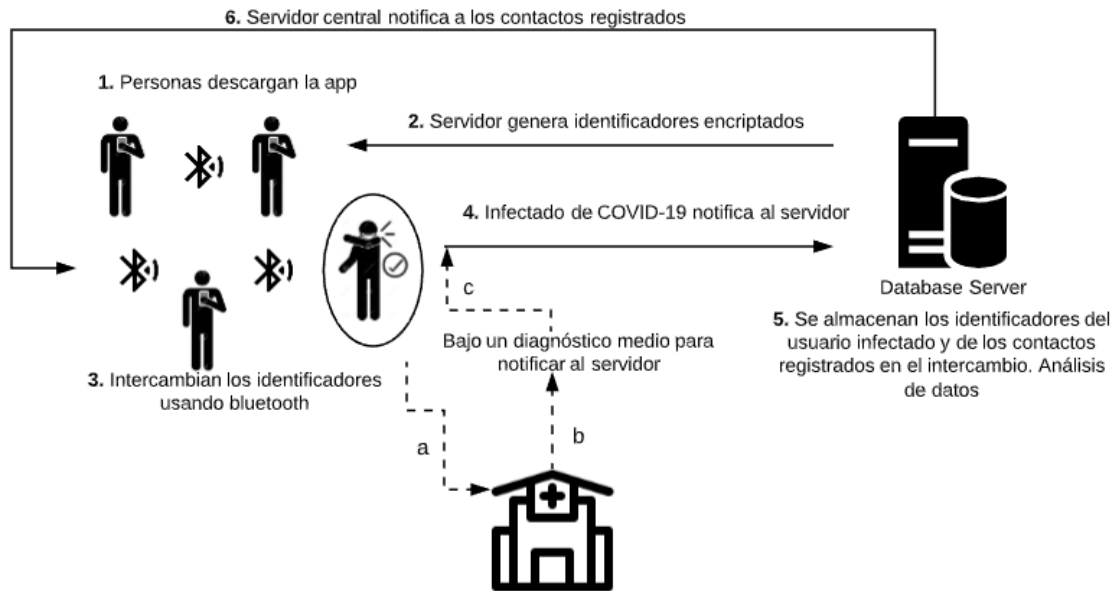 6. Servidor central notifica a los contactos registrados
1. Personas descargan la app
2. Servidor genera identificadores encriptados
4. Infectado de COVID-19 notifica al servidor
Database Server
5. Se almacenan los identificadores del
usuario infectado y de los contactos
registrados en el intercambio. Análisis
de datos
c
Bajo un diagnóstico medio para
notificar al servidor
3. Intercambian los identificadores
usando bluetooth
a
b